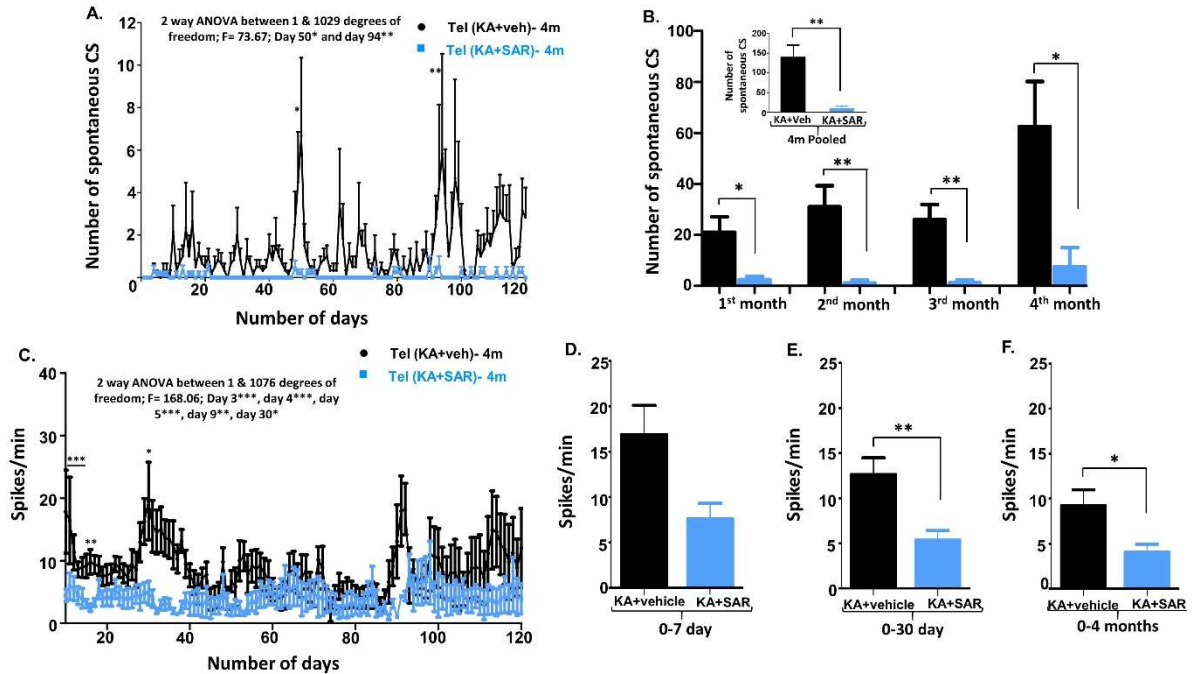 A.
2 way ANOVA between 1 & 1029 degrees of
freedom; F= 73.67; Day 50* and day 94**
Tel (KA+veh)- 4m
Tel (KA+SAR)- 4m
Number of spontaneous CS
12
10
8
6
4
2
0
*
**
20
40
60
80
100
120
Number of days
B.
Number of spontaneous CS
100
80
60
40
20
0
Number of
spontaneous CS
200
150
100
50
0
**
KA+Veh
KA+SAR
4m Pooled
*
**
**
*
1st month
2nd month
3rd month
4th month
C.
Tel (KA+veh)- 4m
Tel (KA+SAR)- 4m
2 way ANOVA between 1 & 1076 degrees of
freedom; F= 168.06; Day 3***, day 4***, day
5***, day 9**, day 30*
Spikes/min
40
30
20
10
0
***
**
*
20
40
60
80
100
120
Number of days
D.
Spikes/min
25
20
15
10
5
0
KA+vehicle
KA+SAR
0-7 day
E.
Spikes/min
25
20
15
10
5
0
**
KA+vehicle
KA+SAR
0-30 day
F.
Spikes/min
25
20
15
10
5
0
*
KA+vehicle
KA+SAR
0-4 months